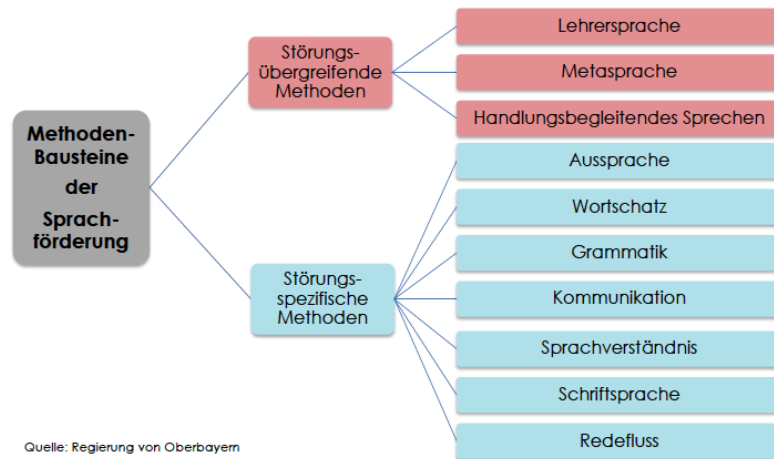 Methoden-
Bausteine
der
Sprach-
förderung
Störungs-
übergreifende
Methoden
Lehrersprache
Metasprache
Handlungsbegleitendes Sprechen
Störungs-
spezifische
Methoden
Aussprache
Wortschatz
Grammatik
Kommunikation
Sprachverständnis
Schriftsprache
Redefluss
Quelle: Regierung von Oberbayern